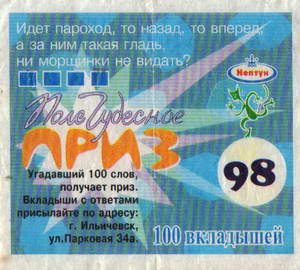 Идет пароход, то назад, то вперед,
а за ним такая гладь,
ни морщинки не видать?
Нептун
Поле Чудесное
ПРИЗ
Угадавший 100 слов,
получает приз.
Вкладыши с ответами
присылайте по адресу:
г. Ильичевск,
ул.Парковая 34а.
98
100 вкладышей